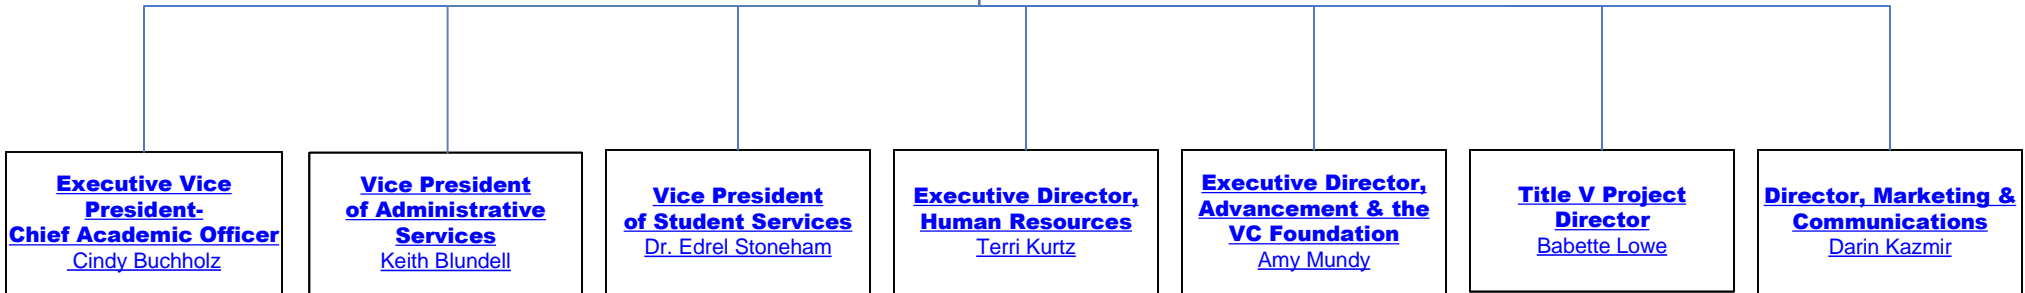 Executive Vice
President-
Chief Academic Officer
Cindy Buchholz
Vice President
of Administrative
Services
Keith Blundell
Vice President
of Student Services
Dr. Edrel Stoneham
Executive Director,
Human Resources
Terri Kurtz
Executive Director,
Advancement & the
VC Foundation
Amy Mundy
Title V Project
Director
Babette Lowe
Director, Marketing &
Communications
Darin Kazmir